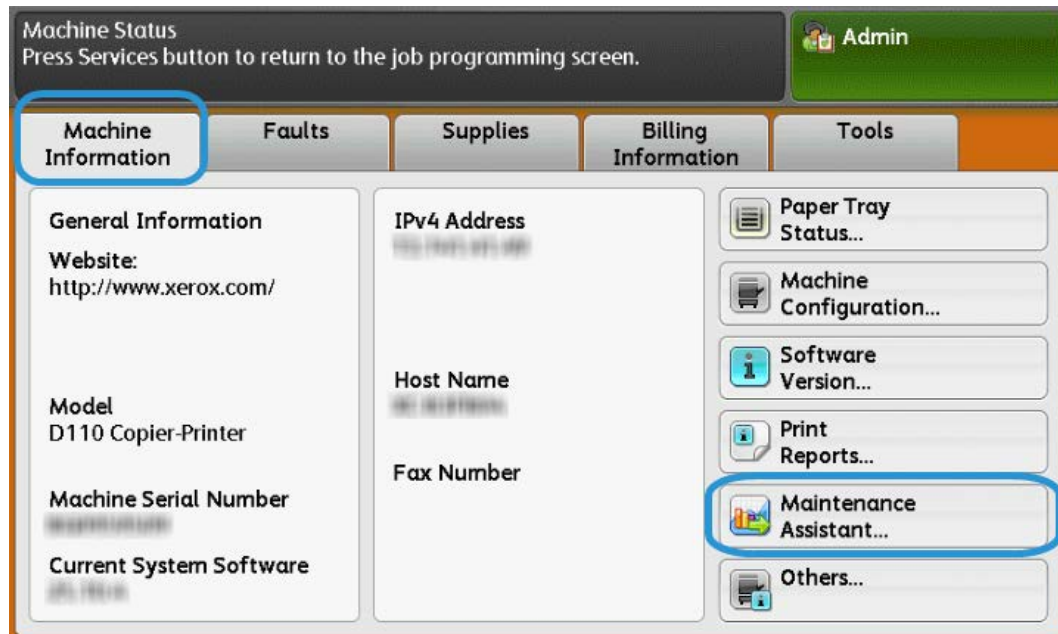 Machine Status
Press Services button to return to the job programming screen.
Admin
Machine
Information
Faults
Supplies
Billing
Information
Tools
General Information
Website:
http://www.xerox.com/
Model
D110 Copier-Printer
Machine Serial Number
Current System Software
IPv4 Address
Host Name
Fax Number
Paper Tray
Status...
Machine
Configuration...
Software
Version...
Print
Reports...
Maintenance
Assistant...
Others...